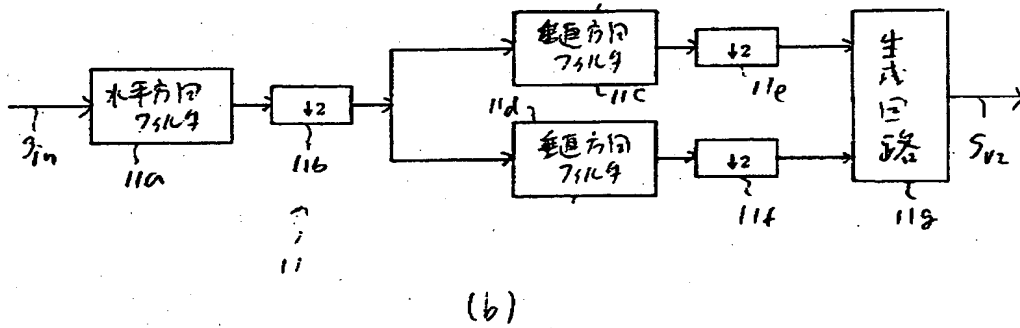 垂直方向
フィルタ
↓2
11c
11e
水平方向
フィルタ
↓2
Sin
11a
11b
11d
垂直方向
フィルタ
↓2
11f
生成回路
11g
Sv2
11
(b)